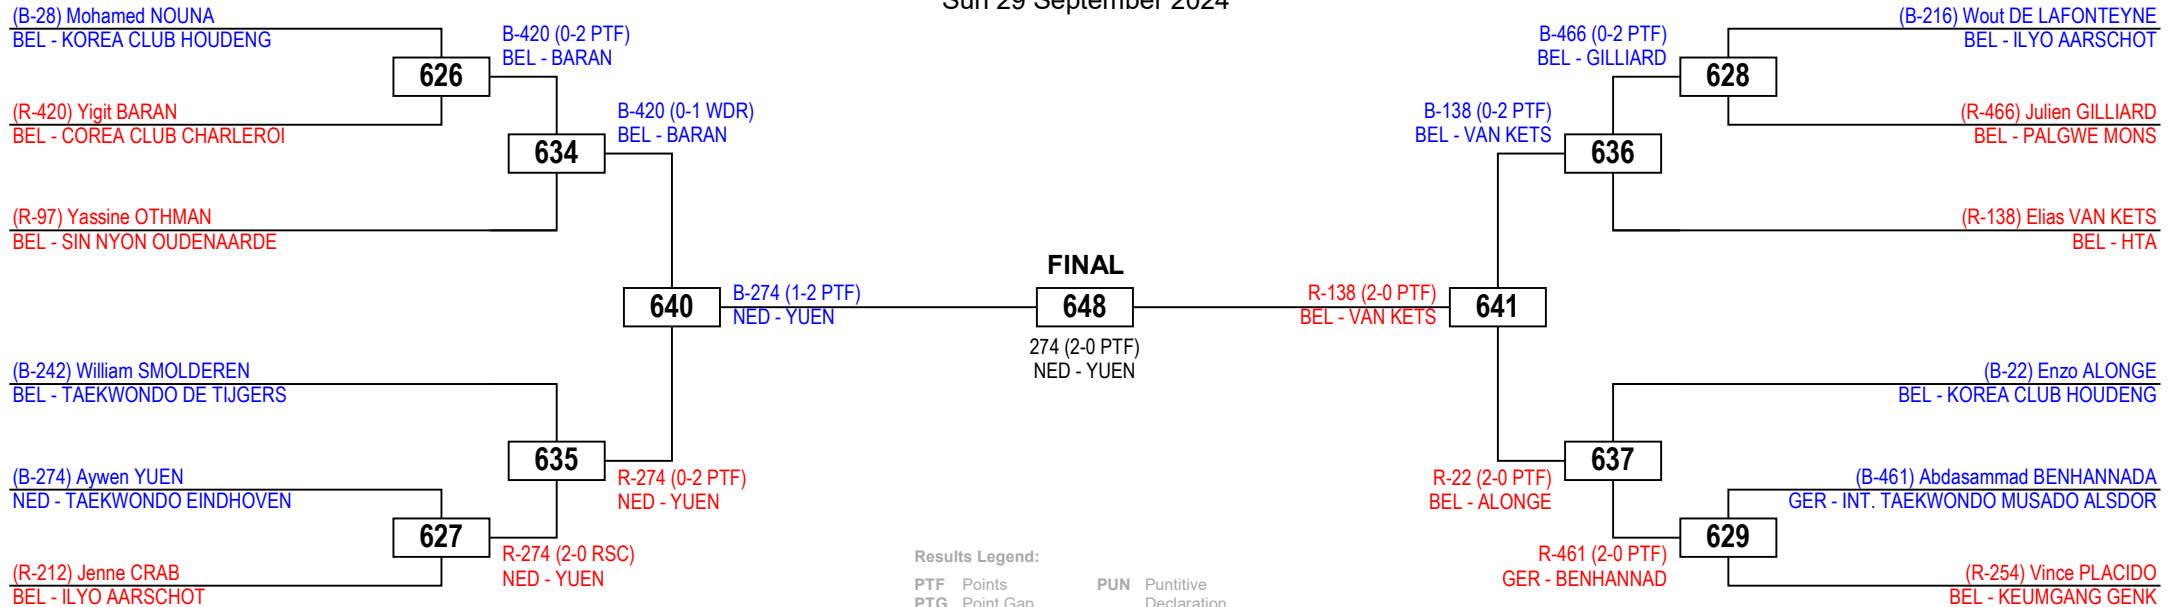 Sun 29 September 2024
(B-28) Mohamed NOUNA
BEL - KOREA CLUB HOUDENG
626
B-420 (0-2 PTF)
BEL - BARAN
(R-420) Yigit BARAN
BEL - COREA CLUB CHARLEROI
634
B-420 (0-1 WDR)
BEL - BARAN
(R-97) Yassine OTHMAN
BEL - SIN NYON OUDENAARDE
640
B-274 (1-2 PTF)
NED - YUEN
(B-242) William SMOLDEREN
BEL - TAEKWONDO DE TIJGERS
635
R-274 (0-2 PTF)
NED - YUEN
(B-274) Aywen YUEN
NED - TAEKWONDO EINDHOVEN
627
R-274 (2-0 RSC)
NED - YUEN
(R-212) Jenne CRAB
BEL - ILYO AARSCHOT
FINAL
648
274 (2-0 PTF)
NED - YUEN
(B-216) Wout DE LAFONTEYNE
BEL - ILYO AARSCHOT
B-466 (0-2 PTF)
BEL - GILLIARD
628
(R-466) Julien GILLIARD
BEL - PALGWE MONS
B-138 (0-2 PTF)
BEL - VAN KETS
636
(R-138) Elias VAN KETS
BEL - HTA
R-138 (2-0 PTF)
BEL - VAN KETS
641
(B-22) Enzo ALONGE
BEL - KOREA CLUB HOUDENG
637
R-22 (2-0 PTF)
BEL - ALONGE
(B-461) Abdasammad BENHANNADA
GER - INT. TAEKWONDO MUSADO ALSDOR
629
R-461 (2-0 PTF)
GER - BENHANNAD
(R-254) Vince PLACIDO
BEL - KEUMGANG GENK
Results Legend:
PTF Points PUN Puntitive
PTG Point Gap Declaration